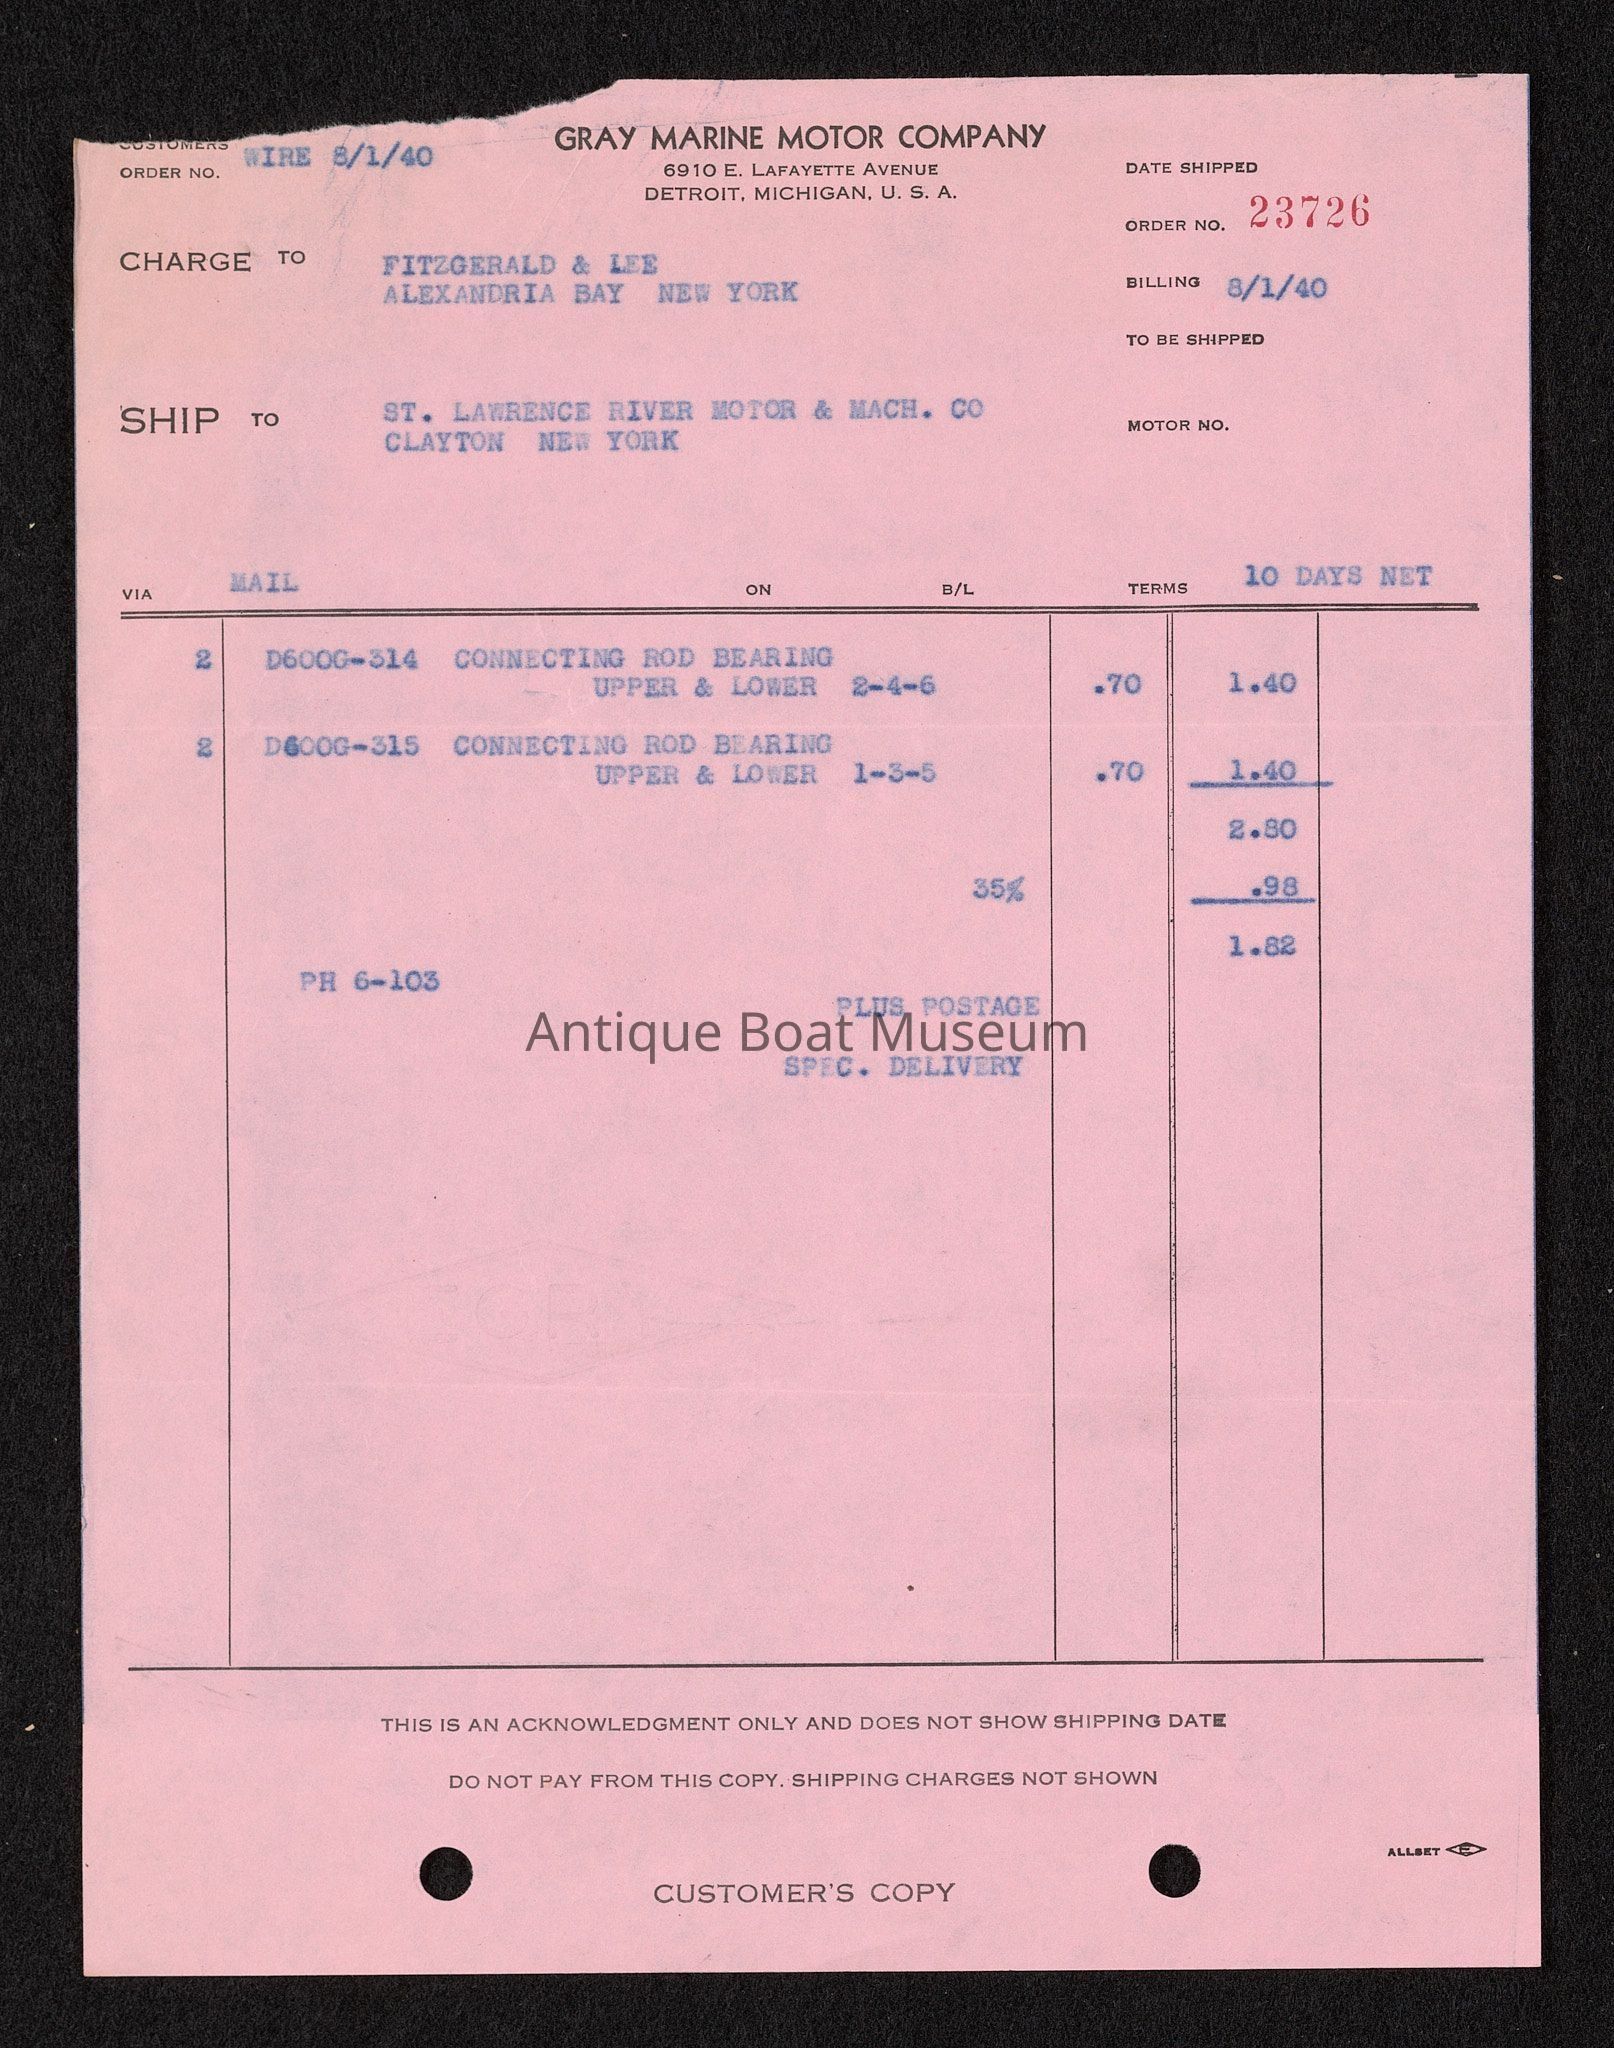 GRAY MARINE MOTOR COMPANY
6910 E. LAFAYETTE AVENUE
DETROIT, MICHIGAN, U. S. A.
CUSTOMERS
ORDER NO. WIRE 8/1/40
DATE SHIPPED
ORDER NO. 23726
CHARGE TO FITZGERALD & LEE
ALEXANDRIA BAY NEW YORK
BILLING 8/1/40
TO BE SHIPPED
SHIP TO ST. LAWRENCE RIVER MOTOR & MACH. CO
CLAYTON NEW YORK
MOTOR NO.
VIA MAIL ON B/L TERMS 10 DAYS NET
2 D600G-314 CONNECTING ROD BEARING
UPPER & LOWER 2-4-6 .70 1.40
2 D600G-315 CONNECTING ROD BEARING
UPPER & LOWER 1-3-5 .70 1.40
2.80
35% .98
1.82
PH 6-103
PLUS POSTAGE
Antique Boat Museum
SPEC. DELIVERY
GRAY
THIS IS AN ACKNOWLEDGMENT ONLY AND DOES NOT SHOW SHIPPING DATE
DO NOT PAY FROM THIS COPY. SHIPPING CHARGES NOT SHOWN
ALLSET E
CUSTOMER'S COPY